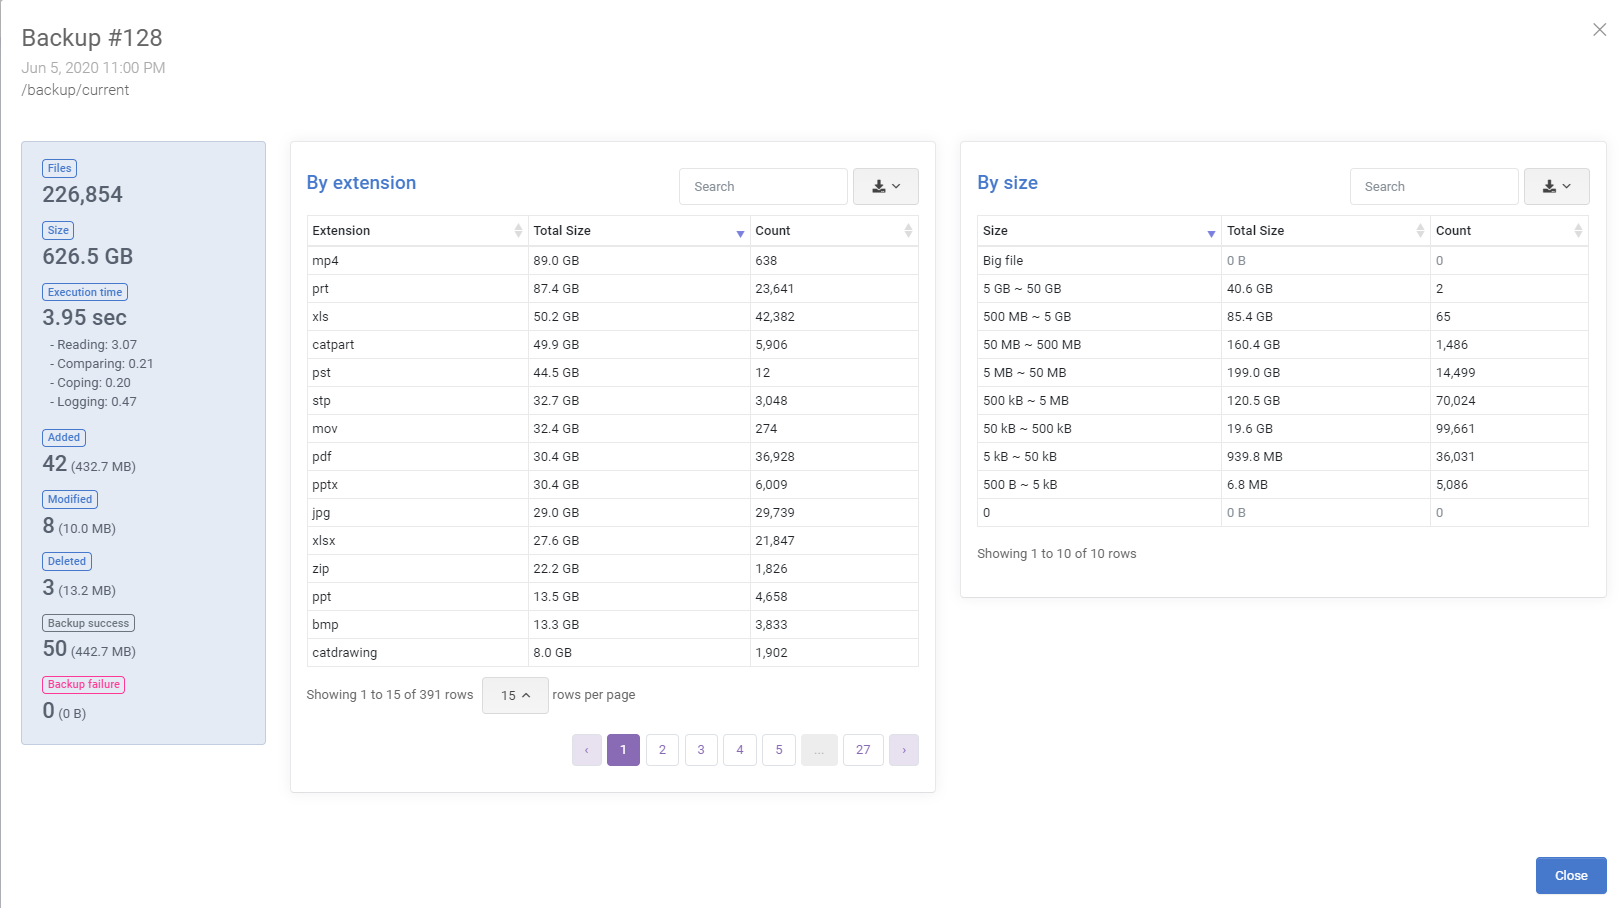 Backup #128
Jun 5, 2020 11:00 PM
/backup/current
Files
226,854
Size
626.5 GB
Execution time
3.95 sec
- Reading: 3.07
- Comparing: 0.21
- Coping: 0.20
- Logging: 0.47
Added
42 (432.7 MB)
Modified
8 (10.0 MB)
Deleted
3 (13.2 MB)
Backup success
50 (442.7 MB)
Backup failure
0 (0 B)
By extension
Search
Extension Total Size Count
mp4 89.0 GB 638
prt 87.4 GB 23,641
xls 50.2 GB 42,382
catpart 49.9 GB 5,906
pst 44.5 GB 12
stp 32.7 GB 3,048
mov 32.4 GB 274
pdf 30.4 GB 36,928
pptx 30.4 GB 6,009
jpg 29.0 GB 29,739
xlsx 27.6 GB 21,847
zip 22.2 GB 1,826
ppt 13.5 GB 4,658
bmp 13.3 GB 3,833
catdrawing 8.0 GB 1,902
Showing 1 to 15 of 391 rows 15 rows per page
‹ 1 2 3 4 5 ... 27 ›
By size
Search
Size Total Size Count
Big file 0 B 0
5 GB ~ 50 GB 40.6 GB 2
500 MB ~ 5 GB 85.4 GB 65
50 MB ~ 500 MB 160.4 GB 1,486
5 MB ~ 50 MB 199.0 GB 14,499
500 kB ~ 5 MB 120.5 GB 70,024
50 kB ~ 500 kB 19.6 GB 99,661
5 kB ~ 50 kB 939.8 MB 36,031
500 B ~ 5 kB 6.8 MB 5,086
0 0 B 0
Showing 1 to 10 of 10 rows
Close